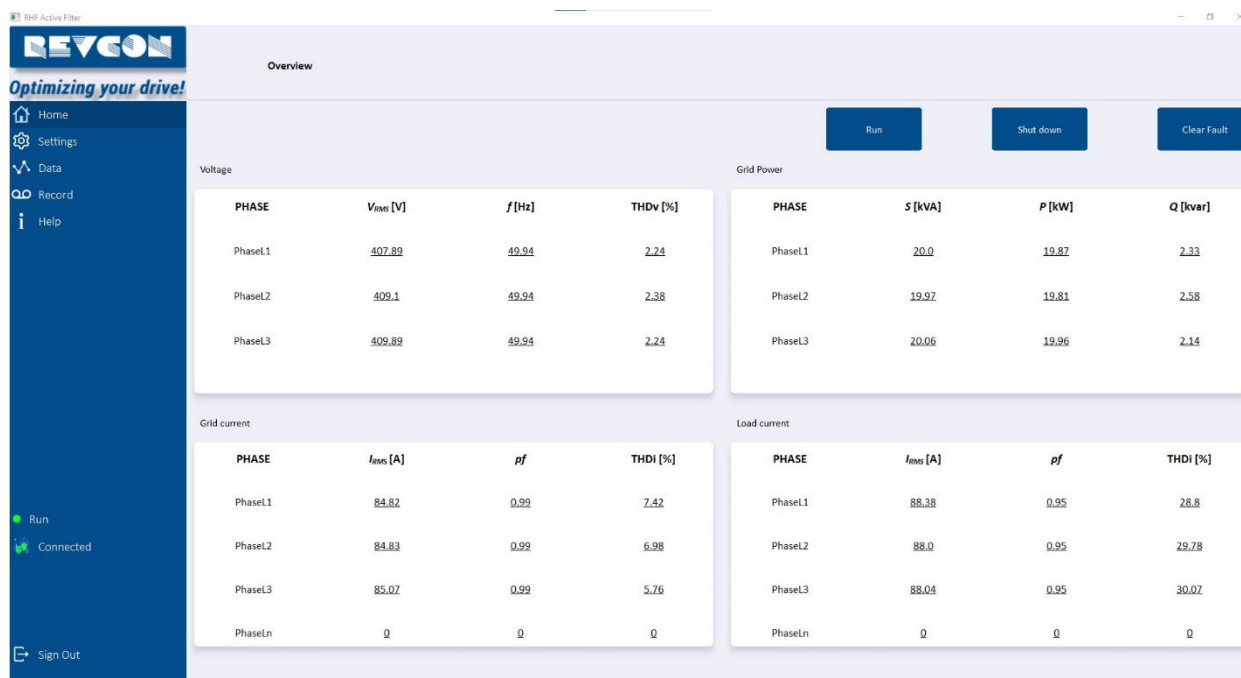 RHF Active Filter
REVCON
Optimizing your drive!
Overview
Home
Settings
Data
Record
Help
Run Shut down Clear Fault
Voltage
PHASE VRMS [V] f [Hz] THDv [%]
PhaseL1 407.89 49.94 2.24
PhaseL2 409.1 49.94 2.38
PhaseL3 409.89 49.94 2.24
Grid Power
PHASE S [kVA] P [kW] Q [kvar]
PhaseL1 20.0 19.87 2.33
PhaseL2 19.97 19.81 2.58
PhaseL3 20.06 19.96 2.14
Grid current
PHASE IRMS [A] pf THDi [%]
PhaseL1 84.82 0.99 7.42
PhaseL2 84.83 0.99 6.98
PhaseL3 85.07 0.99 5.76
PhaseLn 0 0 0
Load current
PHASE IRMS [A] pf THDi [%]
PhaseL1 88.38 0.95 28.8
PhaseL2 88.0 0.95 29.78
PhaseL3 88.04 0.95 30.07
PhaseLn 0 0 0
Run
Connected
Sign Out